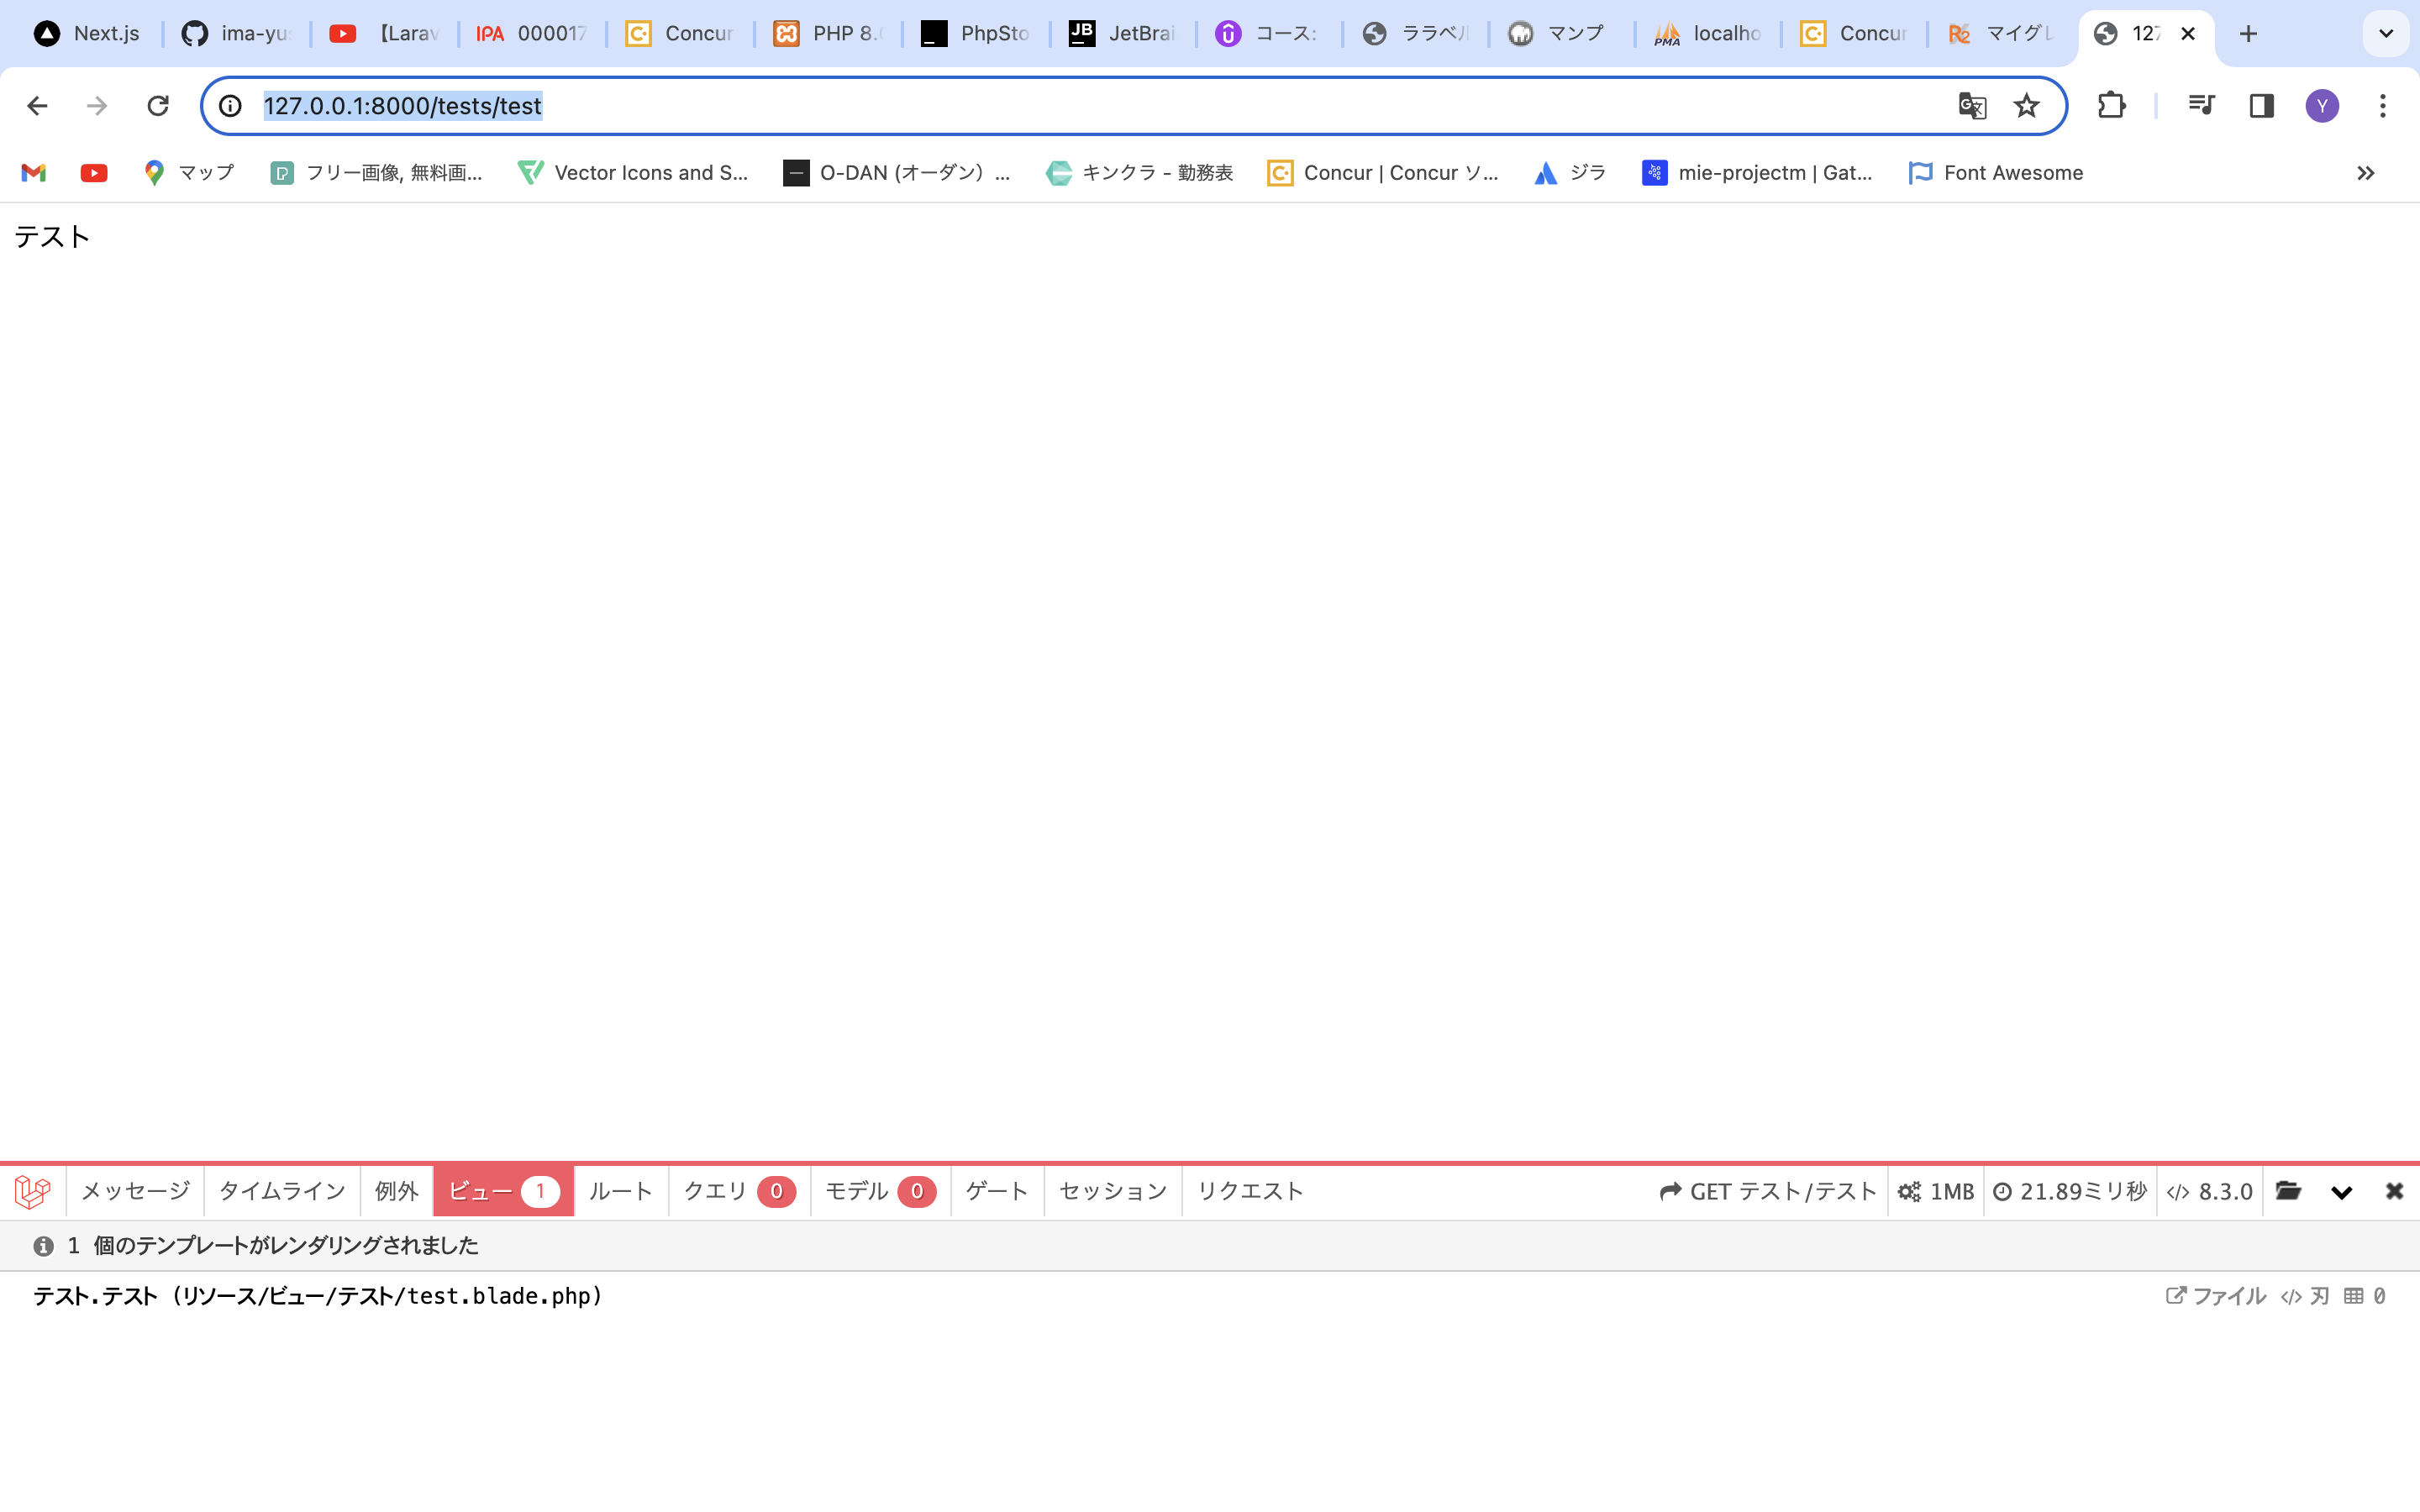 Next.js ima-yu 【Larav IPA 000017 Concur PHP 8. PhpSto JetBrai コース: ララベル マンプ PMA localho Concur マイグレ 127
127.0.0.1:8000/tests/test Y
マップ フリー画像, 無料画... Vector Icons and S... O-DAN (オーダン) ... キンクラ - 勤務表 Concur | Concur ソ... ジラ mie-projectm | Gat... Font Awesome
テスト
メッセージ タイムライン 例外 ビュー 1 ルート クエリ 0 モデル 0 ゲート セッション リクエスト GET テスト/テスト 1MB 21.89ミリ秒 8.3.0
1 個のテンプレートがレンダリングされました
テスト.テスト (リソース/ビュー/テスト/test.blade.php) ファイル 刃 0